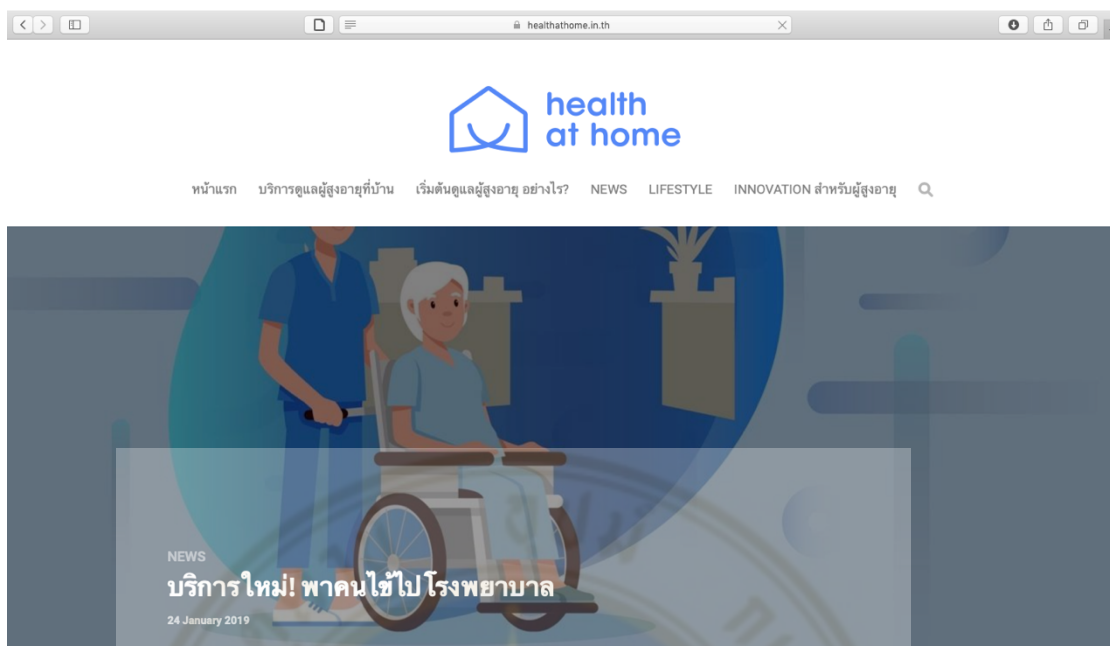 healthathome.in.th
health
at home
หน้าแรก บริการดูแลผู้สูงอายุที่บ้าน เริ่มต้นดูแลผู้สูงอายุ อย่างไร? NEWS LIFESTYLE INNOVATION สำหรับผู้สูงอายุ
NEWS
บริการใหม่! พาคนไข้ไปโรงพยาบาล
24 January 2019